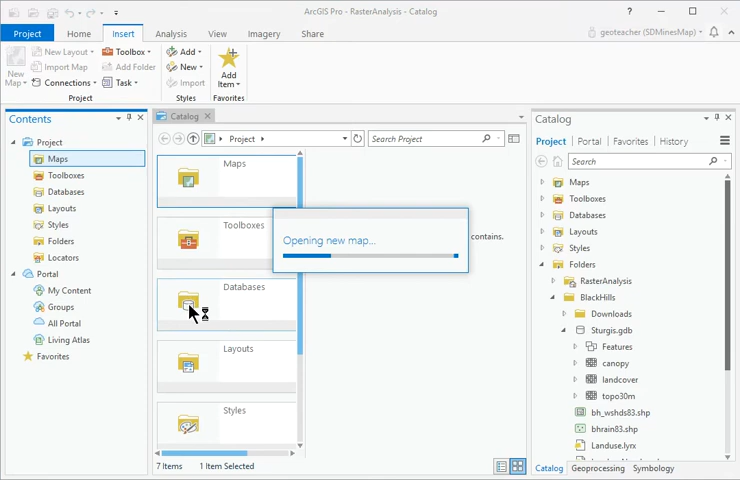 ArcGIS Pro - RasterAnalysis - Catalog
?
Project Home Insert Analysis View Imagery Share
geoteacher (SDMinesMap)
New Map
New Layout
Import Map
Connections
Toolbox
Add Folder
Task
Project
Add
New
Import
Styles
Add Item
Favorites
Contents
Project
Maps
Toolboxes
Databases
Layouts
Styles
Folders
Locators
Portal
My Content
Groups
All Portal
Living Atlas
Favorites
Catalog
Project
Search Project
Maps
Toolboxes
Databases
Layouts
Styles
contains.
Opening new map...
7 Items 1 Item Selected
Catalog
Project Portal Favorites History
Search
Maps
Toolboxes
Databases
Layouts
Styles
Folders
RasterAnalysis
BlackHills
Downloads
Sturgis.gdb
Features
canopy
landcover
topo30m
bh_wshds83.shp
bhrain83.shp
Landuse.lyrx
Catalog Geoprocessing Symbology